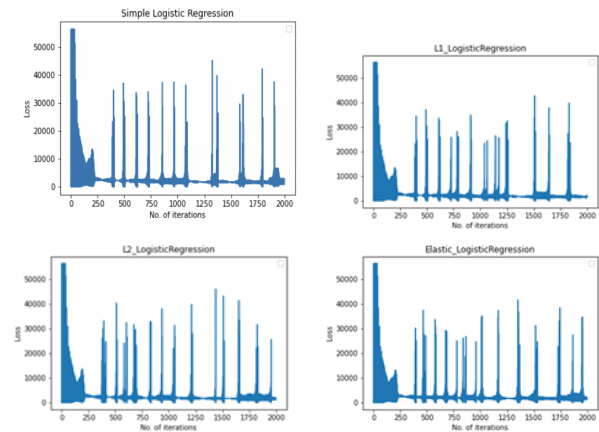 Simple Logistic Regression
Loss
50000
40000
30000
20000
10000
0
0 250 500 750 1000 1250 1500 1750 2000
No. of iterations
L1_LogisticRegression
Loss
50000
40000
30000
20000
10000
0
0 250 500 750 1000 1250 1500 1750 2000
No. of iterations
L2_LogisticRegression
Loss
50000
40000
30000
20000
10000
0
0 250 500 750 1000 1250 1500 1750 2000
No. of iterations
Elastic_LogisticRegression
Loss
50000
40000
30000
20000
10000
0
0 250 500 750 1000 1250 1500 1750 2000
No. of iterations